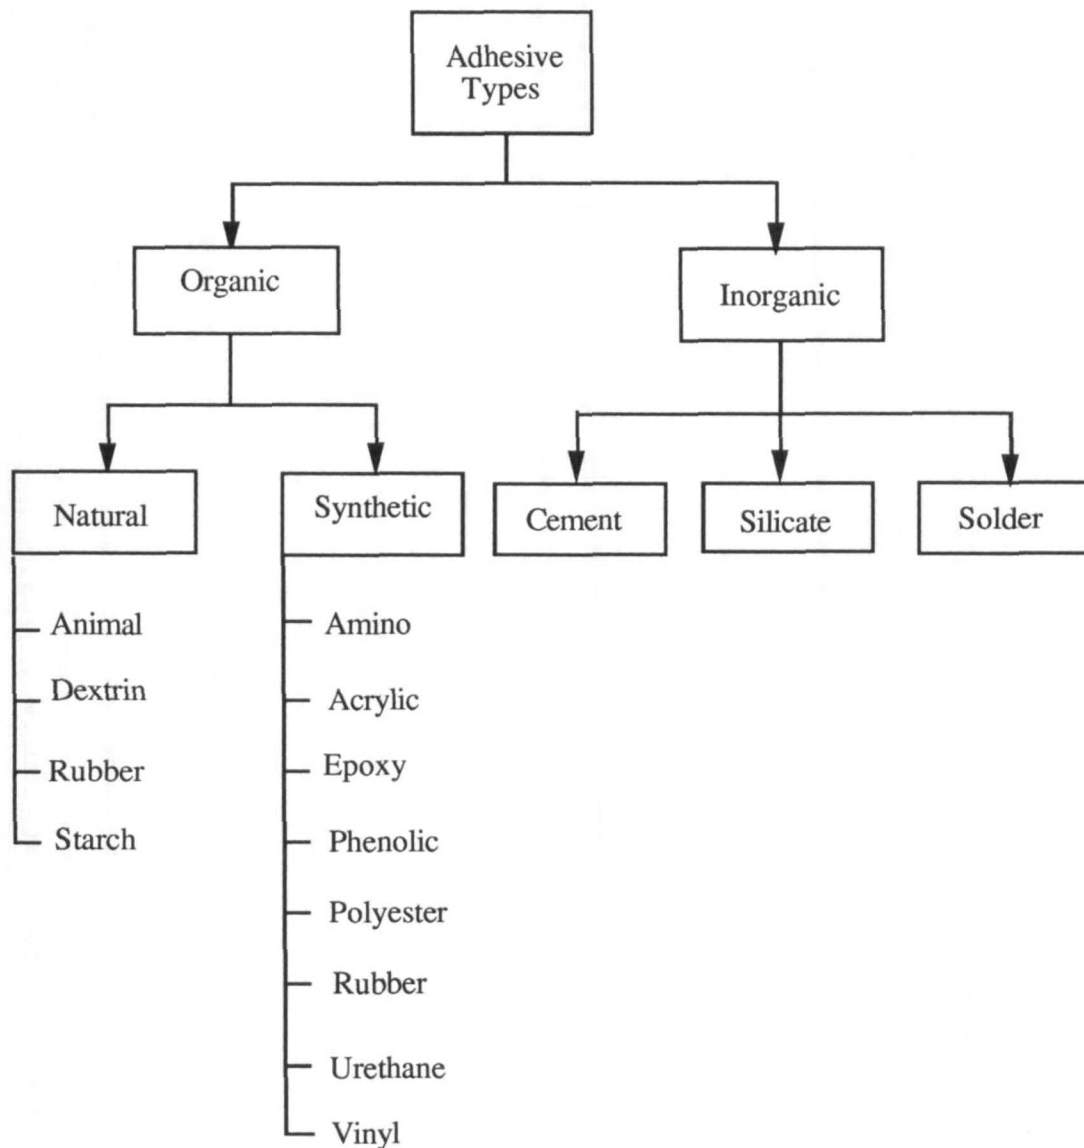 Adhesive
Types
Organic
Inorganic
Natural
Synthetic
Cement
Silicate
Solder
Animal
Dextrin
Rubber
Starch
Amino
Acrylic
Epoxy
Phenolic
Polyester
Rubber
Urethane
Vinyl